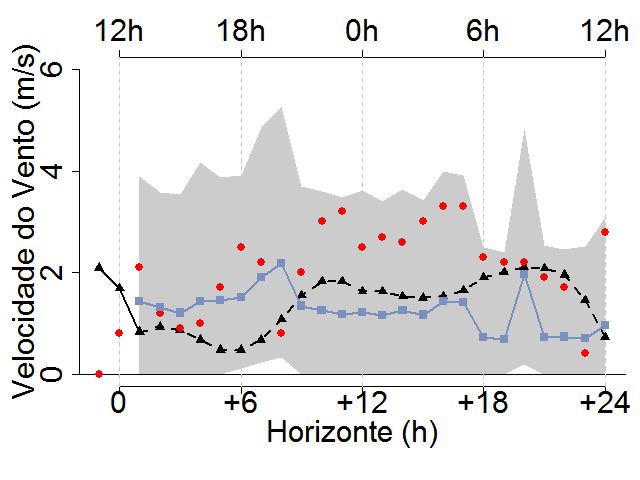 12h 18h 0h 6h 12h
Velocidade do Vento (m/s)
6
4
2
0
0 +6 +12 +18 +24
Horizonte (h)